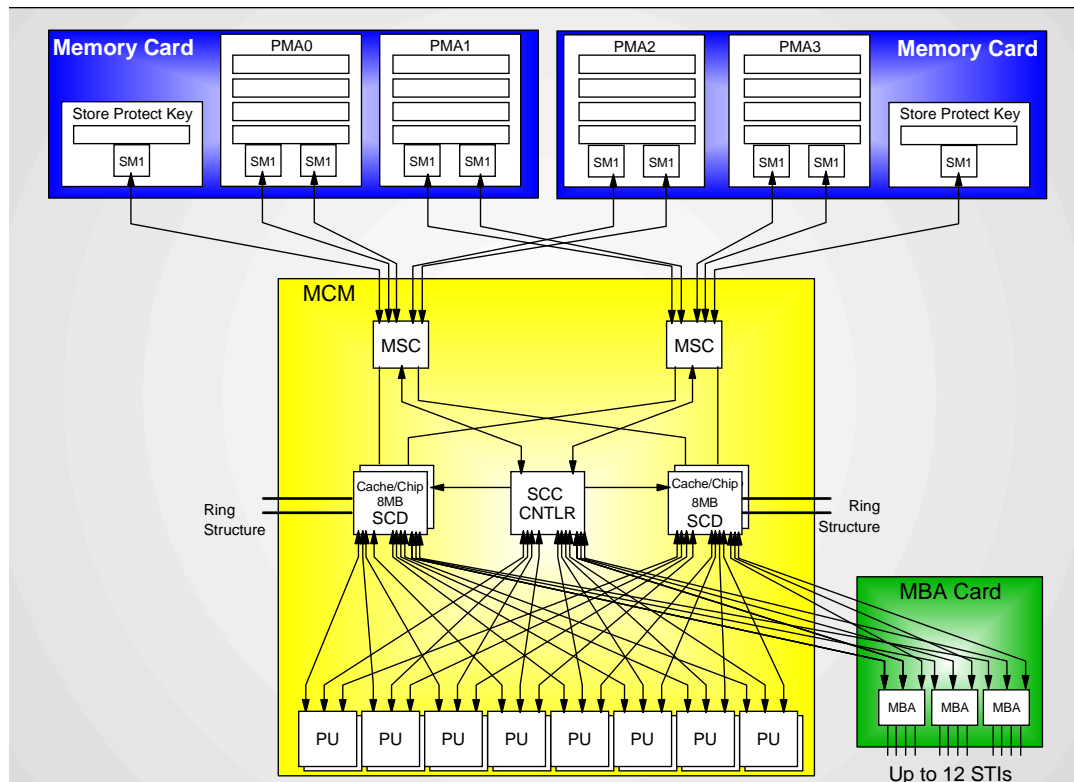 Memory Card
PMA0
PMA1
PMA2
PMA3
Memory Card
Store Protect Key
Store Protect Key
SM1
SM1
SM1
SM1
SM1
SM1
SM1
SM1
SM1
SM1
MCM
MSC
MSC
Cache/Chip
8MB
SCD
SCC
CNTLR
Cache/Chip
8MB
SCD
Ring
Structure
Ring
Structure
MBA Card
MBA
MBA
MBA
PU
PU
PU
PU
PU
PU
PU
PU
Up to 12 STIs